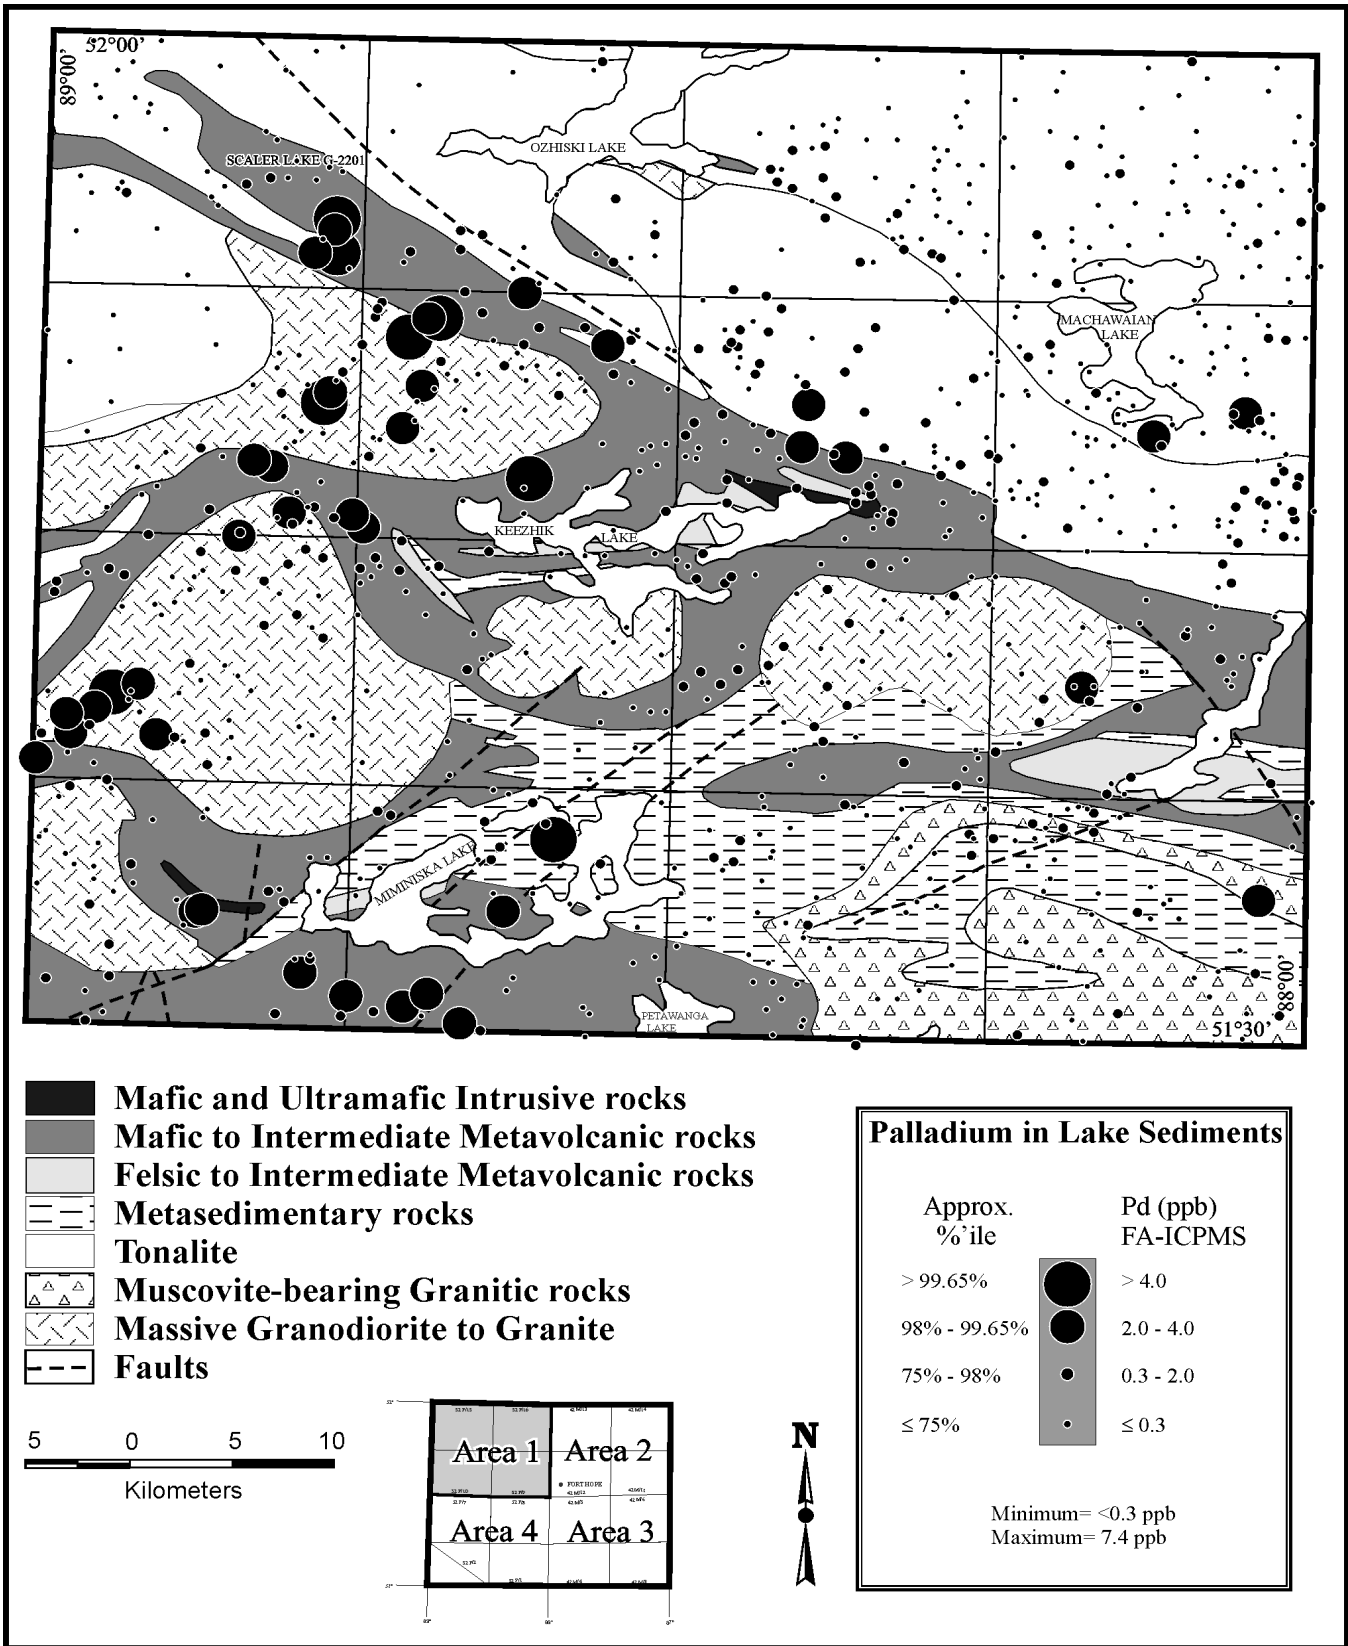 52°00'
89°00'
OZHISKI LAKE
SCALER LAKE G-2201
MACHAWAIAN
LAKE
KEEZHIK
LAKE
MIMINISKA LAKE
88°00'
PETAWANGA
LAKE
51°30'
Mafic and Ultramafic Intrusive rocks
Mafic to Intermediate Metavolcanic rocks
Felsic to Intermediate Metavolcanic rocks
Metasedimentary rocks
Tonalite
Muscovite-bearing Granitic rocks
Massive Granodiorite to Granite
Faults
Palladium in Lake Sediments
Approx. Pd (ppb)
%'ile FA-ICPMS
> 99.65% > 4.0
98% - 99.65% 2.0 - 4.0
75% - 98% 0.3 - 2.0
≤ 75% ≤ 0.3
Minimum= <0.3 ppb
Maximum= 7.4 ppb
5 0 5 10
Kilometers
Area 1 Area 2
FORT HOPE
Area 4 Area 3
N